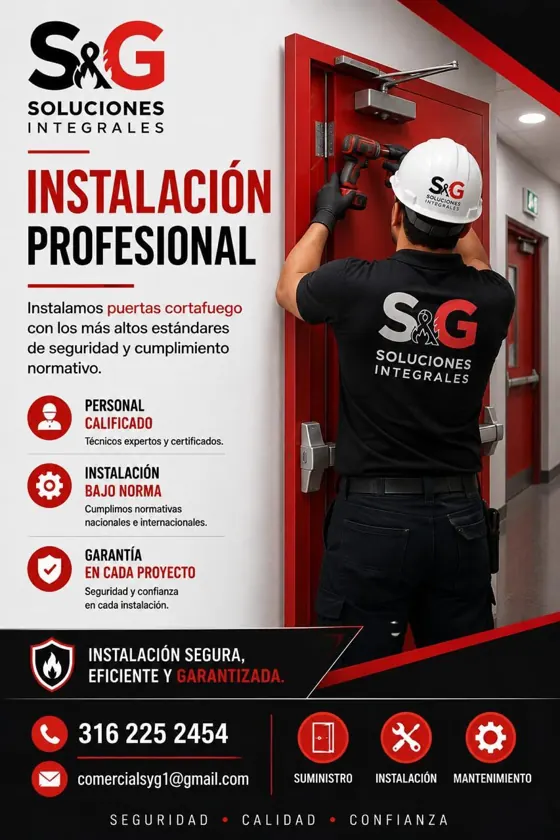 S&G
SOLUCIONES
INTEGRALES
INSTALACIÓN
PROFESIONAL
Instalamos puertas cortafuego
con los más altos estándares
de seguridad y cumplimiento
normativo.
PERSONAL
CALIFICADO
Técnicos expertos y certificados.
INSTALACIÓN
BAJO NORMA
Cumplimos normativas
nacionales e internacionales.
GARANTÍA
EN CADA PROYECTO
Seguridad y confianza
en cada instalación.
S&G
SOLUCIONES
INTEGRALES
S&G
SOLUCIONES
INTEGRALES
INSTALACIÓN SEGURA,
EFICIENTE Y GARANTIZADA.
316 225 2454
comercialsyg1@gmail.com
SUMINISTRO
INSTALACIÓN
MANTENIMIENTO
SEGURIDAD • CALIDAD • CONFIANZA